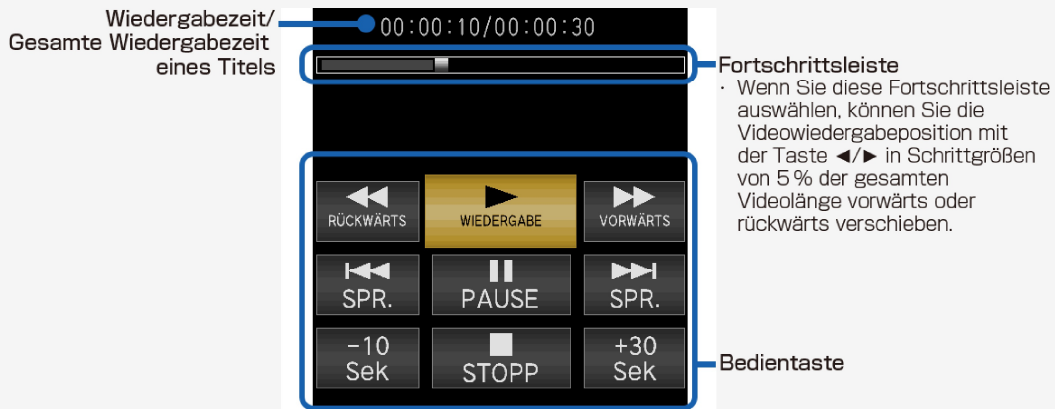 Wiedergabezeit/
Gesamte Wiedergabezeit
eines Titels
00:00:10/00:00:30
Fortschrittsleiste
· Wenn Sie diese Fortschrittsleiste
auswählen, können Sie die
Videowiedergabeposition mit
der Taste ◄/► in Schrittgrößen
von 5 % der gesamten
Videolänge vorwärts oder
rückwärts verschieben.
RÜCKWÄRTS
WIEDERGABE
VORWÄRTS
SPR.
PAUSE
SPR.
-10
Sek
STOPP
+30
Sek
Bedientaste